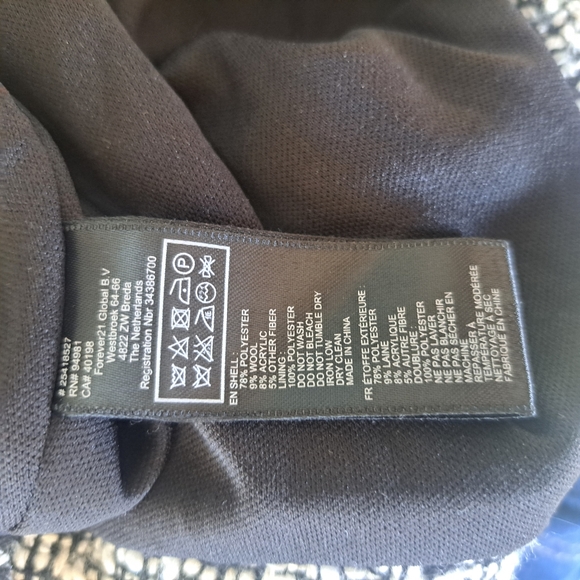 # 25418527
RN# 94981
CA# 40198
Forever21 Global B.V
Westbroek 64-66
4822 ZW Breda
The Netherlands
Registration Nbr 34386700
P
EN SHELL:
78% POLYESTER
9% WOOL
8% ACRYLIC
5% OTHER FIBER
LINING:
100% POLYESTER
DO NOT WASH
DO NOT BLEACH
DO NOT TUMBLE DRY
IRON LOW
DRY CLEAN
MADE IN CHINA
FR ÉTOFFE EXTÉRIEURE :
78% POLYESTER
9% LAINE
8% ACRYLIQUE
5% AUTRE FIBRE
DOUBLURE :
100% POLYESTER
NE PAS LAVER
NE PAS BLANCHIR
NE PAS SÉCHER EN
MACHINE
REPASSER À
TEMPÉRATURE MODÉRÉE
NETTOYAGE À SEC
FABRIQUÉ EN CHINE